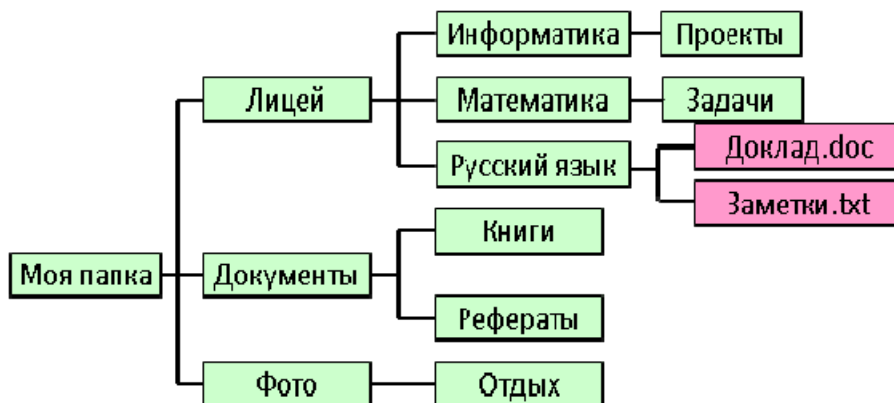 Информатика
Проекты
Лицей
Математика
Задачи
Русский язык
Доклад.doc
Заметки.txt
Книги
Моя папка
Документы
Рефераты
Фото
Отдых